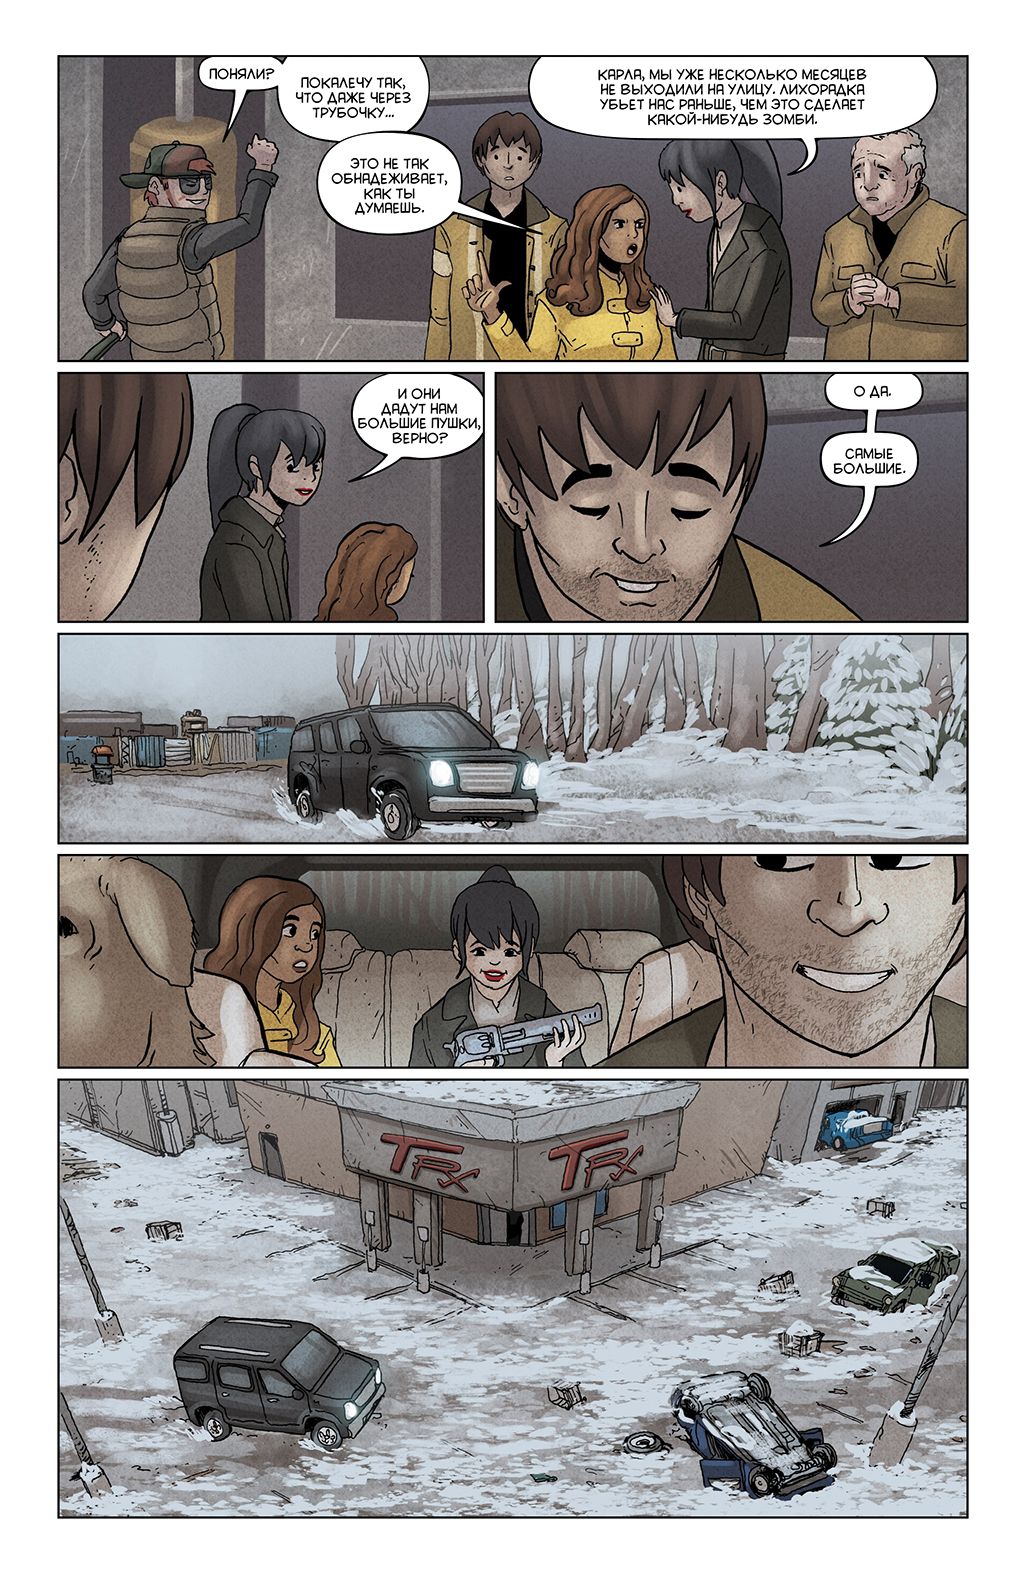 ПОНЯЛИ?
ПОКАЛЕЧУ ТАК,
ЧТО ДАЖЕ ЧЕРЕЗ
ТРУБОЧКУ...
ЭТО НЕ ТАК
ОБНАДЕЖИВАЕТ,
КАК ТЫ
ДУМАЕШЬ.
КАРЛА, МЫ УЖЕ НЕСКОЛЬКО МЕСЯЦЕВ
НЕ ВЫХОДИЛИ НА УЛИЦУ. ЛИХОРАДКА
УБЬЕТ НАС РАНЬШЕ, ЧЕМ ЭТО СДЕЛАЕТ
КАКОЙ-НИБУДЬ ЗОМБИ.
И ОНИ
ДАДУТ НАМ
БОЛЬШИЕ ПУШКИ,
ВЕРНО?
О ДА.
САМЫЕ
БОЛЬШИЕ.
TRX TRX